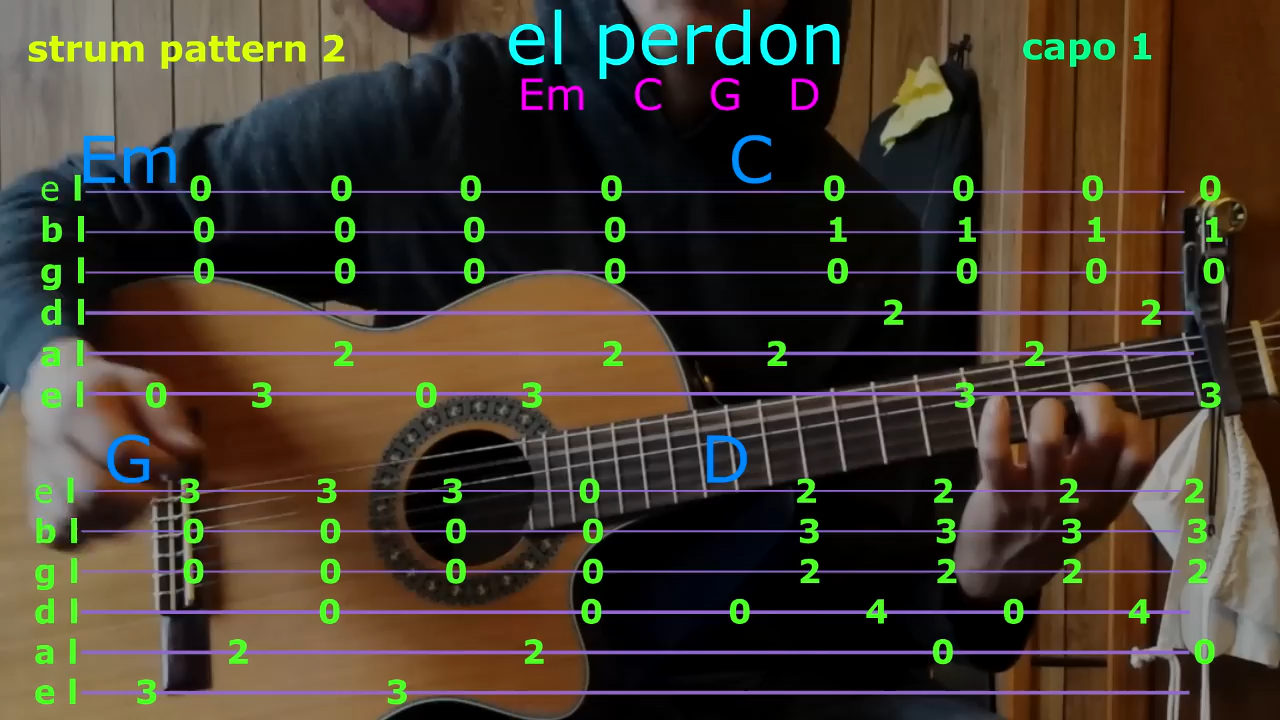 strum pattern 2 el perdon capo 1
Em C G D
Em C
e l 0 0 0 0 0 0 0 0
b l 0 0 0 0 1 1 1 1
g l 0 0 0 0 0 0 0 0
d l 2 2
a l 2 2 2 2
e l 0 3 0 3 3 3
G D
e l 3 3 3 0 2 2 2 2
b l 0 0 0 0 3 3 3 3
g l 0 0 0 0 2 2 2 2
d l 0 0 0 4 0 4
a l 2 2 0 0
e l 3 3